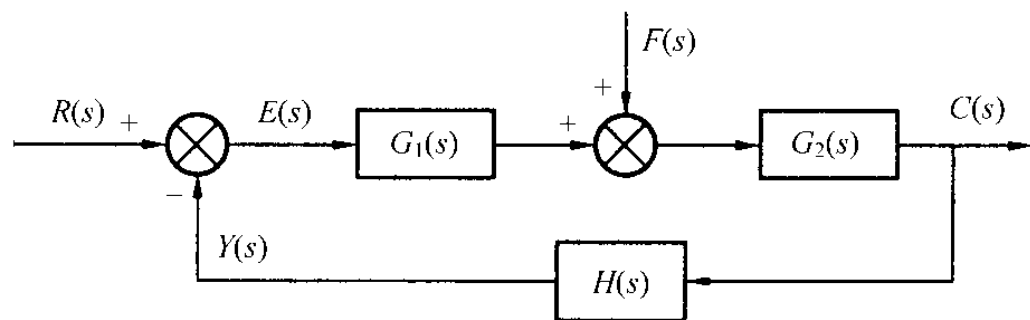 F(s)
+
R(s) + E(s) G₁(s) + G₂(s) C(s)
−
Y(s) H(s)